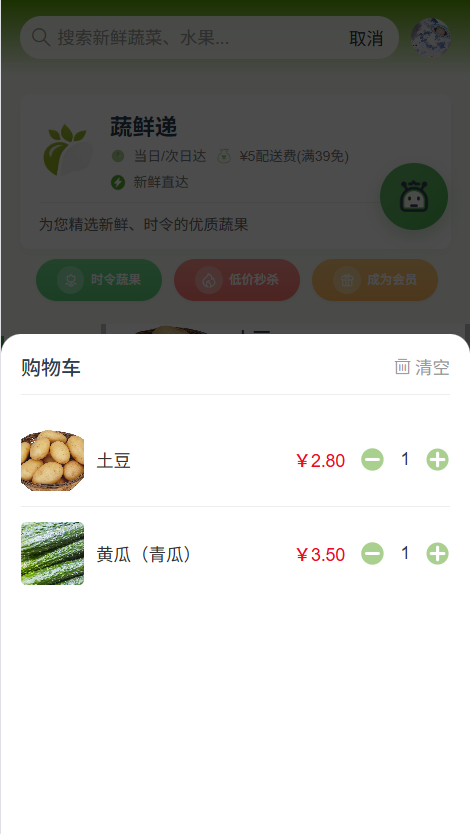 搜索新鲜蔬菜、水果... 取消
蔬鲜递
当日/次日达 ¥5配送费(满39免)
新鲜直达
为您精选新鲜、时令的优质蔬果
时令蔬果 低价秒杀 成为会员
购物车 清空
土豆 ¥2.80 1
黄瓜（青瓜） ¥3.50 1